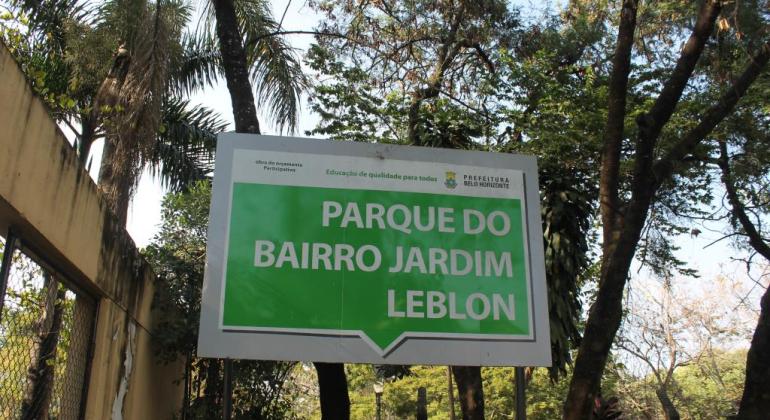 obra do orçamento
Participativo
Educação de qualidade para todos
PREFEITURA
BELO HORIZONTE
PARQUE DO
BAIRRO JARDIM
LEBLON